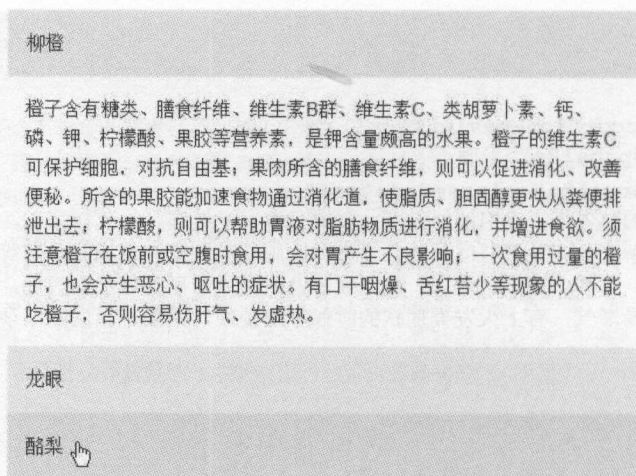 柳橙
橙子含有糖类、膳食纤维、维生素B群、维生素C、类胡萝卜素、钙、
磷、钾、柠檬酸、果胶等营养素，是钾含量颇高的水果。橙子的维生素C
可保护细胞，对抗自由基；果肉所含的膳食纤维，则可以促进消化、改善
便秘。所含的果胶能加速食物通过消化道，使脂质、胆固醇更快从粪便排
泄出去；柠檬酸，则可以帮助胃液对脂肪物质进行消化，并增进食欲。须
注意橙子在饭前或空腹时食用，会对胃产生不良影响；一次食用过量的橙
子，也会产生恶心、呕吐的症状。有口干咽燥、舌红苔少等现象的人不能
吃橙子，否则容易伤肝气、发虚热。
龙眼
酪梨